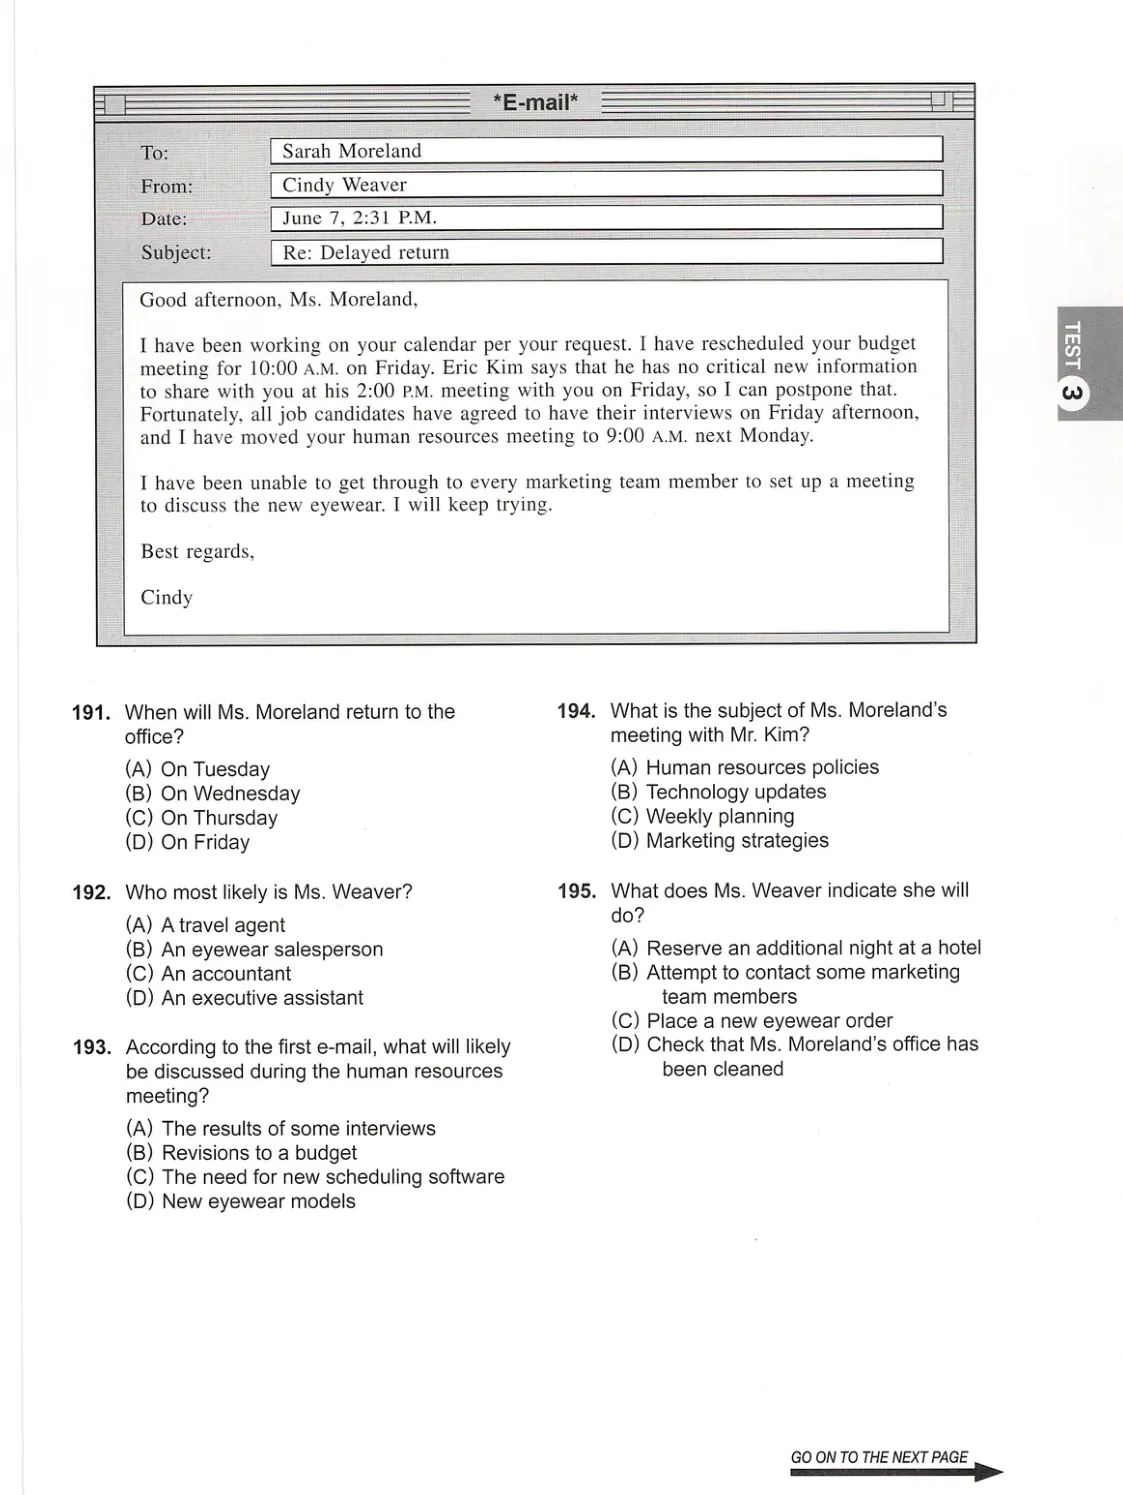 *E-mail*
To: Sarah Moreland
From: Cindy Weaver
Date: June 7, 2:31 P.M.
Subject: Re: Delayed return
Good afternoon, Ms. Moreland,
I have been working on your calendar per your request. I have rescheduled your budget
meeting for 10:00 A.M. on Friday. Eric Kim says that he has no critical new information
to share with you at his 2:00 P.M. meeting with you on Friday, so I can postpone that.
Fortunately, all job candidates have agreed to have their interviews on Friday afternoon,
and I have moved your human resources meeting to 9:00 A.M. next Monday.
I have been unable to get through to every marketing team member to set up a meeting
to discuss the new eyewear. I will keep trying.
Best regards,
Cindy
TEST 3
191. When will Ms. Moreland return to the
office?
(A) On Tuesday
(B) On Wednesday
(C) On Thursday
(D) On Friday
192. Who most likely is Ms. Weaver?
(A) A travel agent
(B) An eyewear salesperson
(C) An accountant
(D) An executive assistant
193. According to the first e-mail, what will likely
be discussed during the human resources
meeting?
(A) The results of some interviews
(B) Revisions to a budget
(C) The need for new scheduling software
(D) New eyewear models
194. What is the subject of Ms. Moreland's
meeting with Mr. Kim?
(A) Human resources policies
(B) Technology updates
(C) Weekly planning
(D) Marketing strategies
195. What does Ms. Weaver indicate she will
do?
(A) Reserve an additional night at a hotel
(B) Attempt to contact some marketing
team members
(C) Place a new eyewear order
(D) Check that Ms. Moreland's office has
been cleaned
GO ON TO THE NEXT PAGE